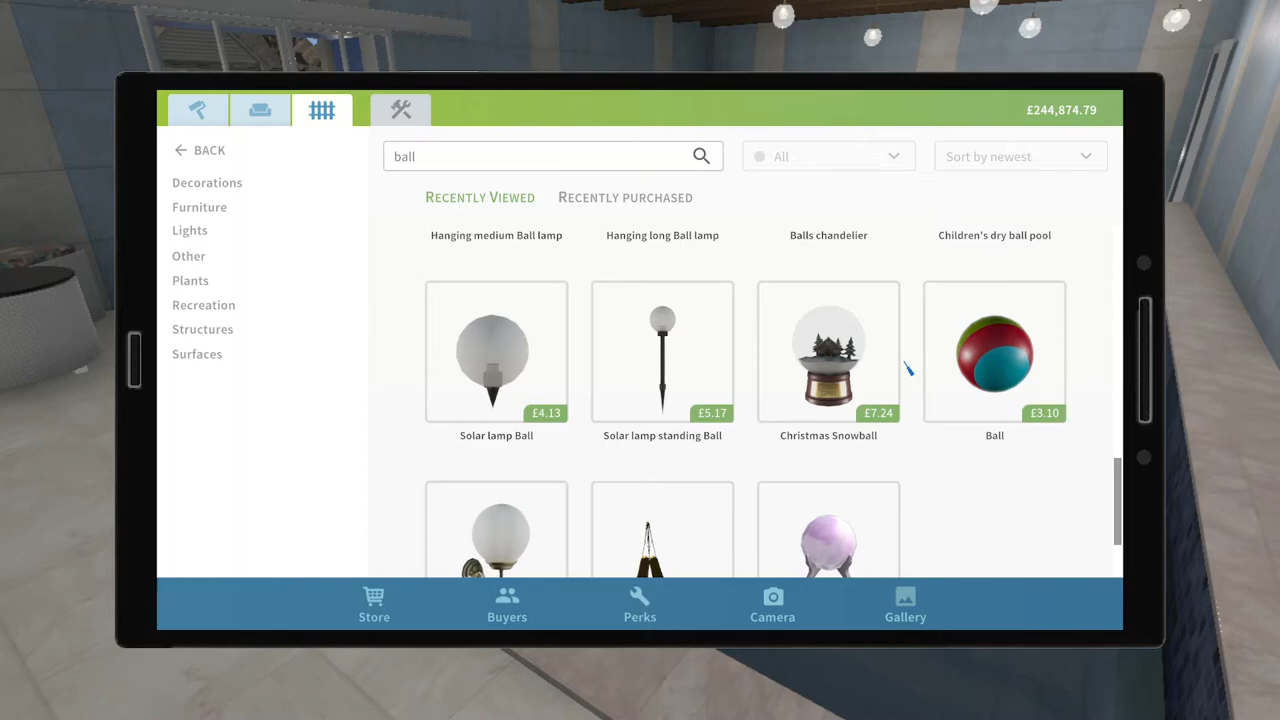 £244,874.79
BACK
ball
All
Sort by newest
Decorations
Furniture
Lights
Other
Plants
Recreation
Structures
Surfaces
RECENTLY VIEWED
RECENTLY PURCHASED
Hanging medium Ball lamp
Hanging long Ball lamp
Balls chandelier
Children's dry ball pool
£4.13
£5.17
£7.24
£3.10
Solar lamp Ball
Solar lamp standing Ball
Christmas Snowball
Ball
Store
Buyers
Perks
Camera
Gallery